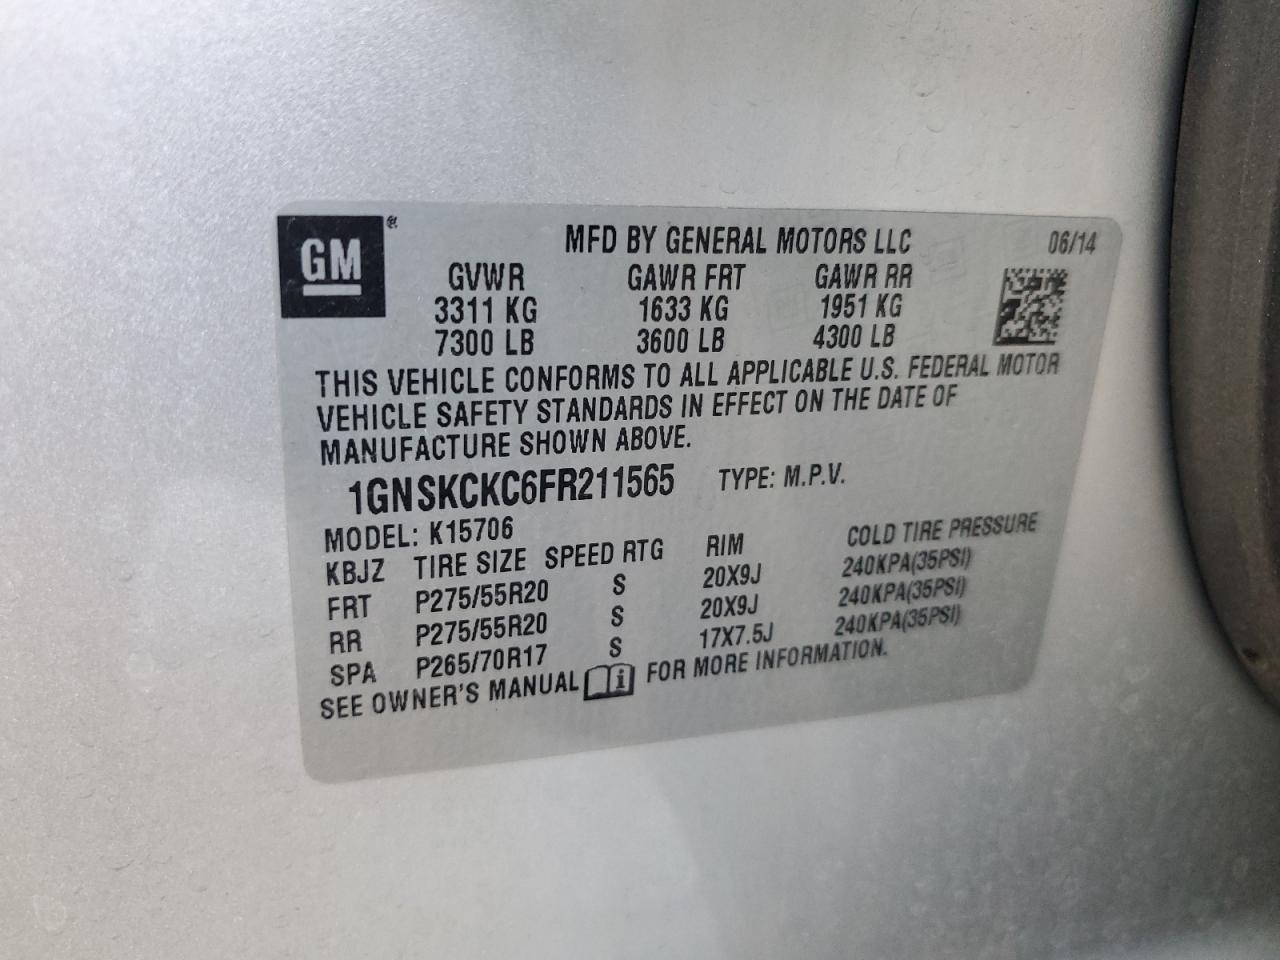 GM ®
MFD BY GENERAL MOTORS LLC 06/14
GVWR GAWR FRT GAWR RR
3311 KG 1633 KG 1951 KG
7300 LB 3600 LB 4300 LB
THIS VEHICLE CONFORMS TO ALL APPLICABLE U.S. FEDERAL MOTOR
VEHICLE SAFETY STANDARDS IN EFFECT ON THE DATE OF
MANUFACTURE SHOWN ABOVE.
1GNSKCKC6FR211565 TYPE: M.P.V.
MODEL: K15706
KBJZ TIRE SIZE SPEED RTG RIM COLD TIRE PRESSURE
FRT P275/55R20 S 20X9J 240KPA(35PSI)
RR P275/55R20 S 20X9J 240KPA(35PSI)
SPA P265/70R17 S 17X7.5J 240KPA(35PSI)
SEE OWNER'S MANUAL i FOR MORE INFORMATION.